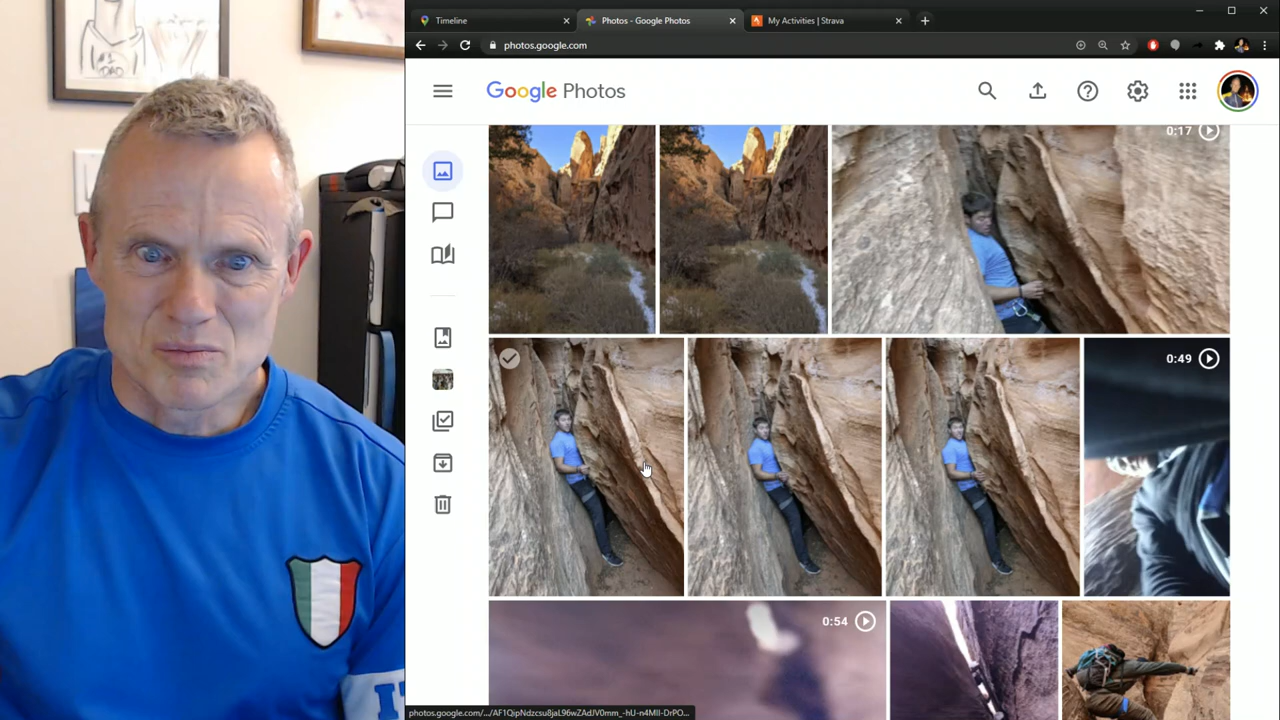 Timeline
Photos - Google Photos
My Activities | Strava
photos.google.com
Google Photos
0:17
0:49
0:54
photos.google.com/.../AF1QipNdzcsu8jaL96wZAdJV0mm_-hU-n4MlI-DrPO...